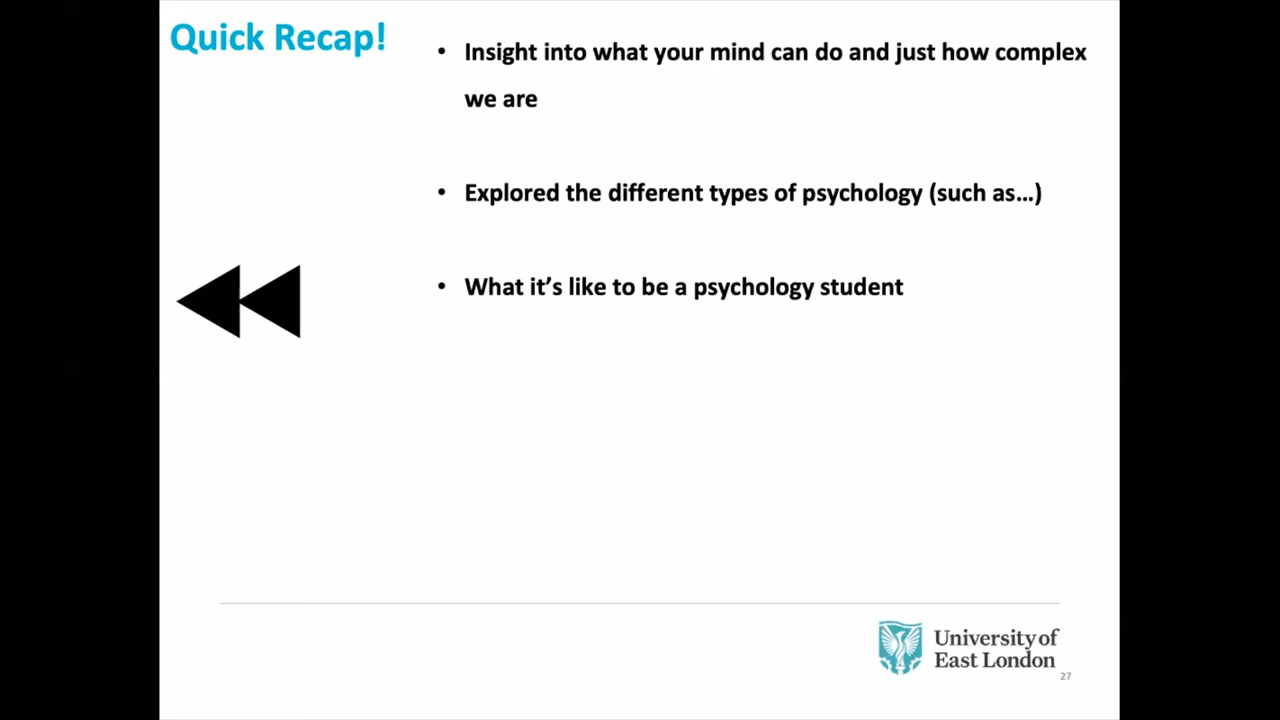 Quick Recap!
• Insight into what your mind can do and just how complex
we are
• Explored the different types of psychology (such as...)
• What it’s like to be a psychology student
University of
East London
27